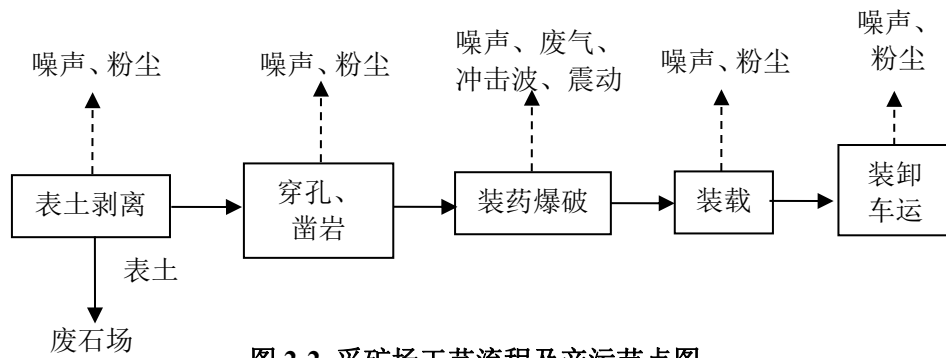 噪声、粉尘
噪声、粉尘
噪声、废气、
冲击波、震动
噪声、粉尘
噪声、
粉尘
表土剥离
穿孔、
凿岩
装药爆破
装载
装卸
车运
表土
废石场
图 2-2 采矿场工艺流程及产污节点图